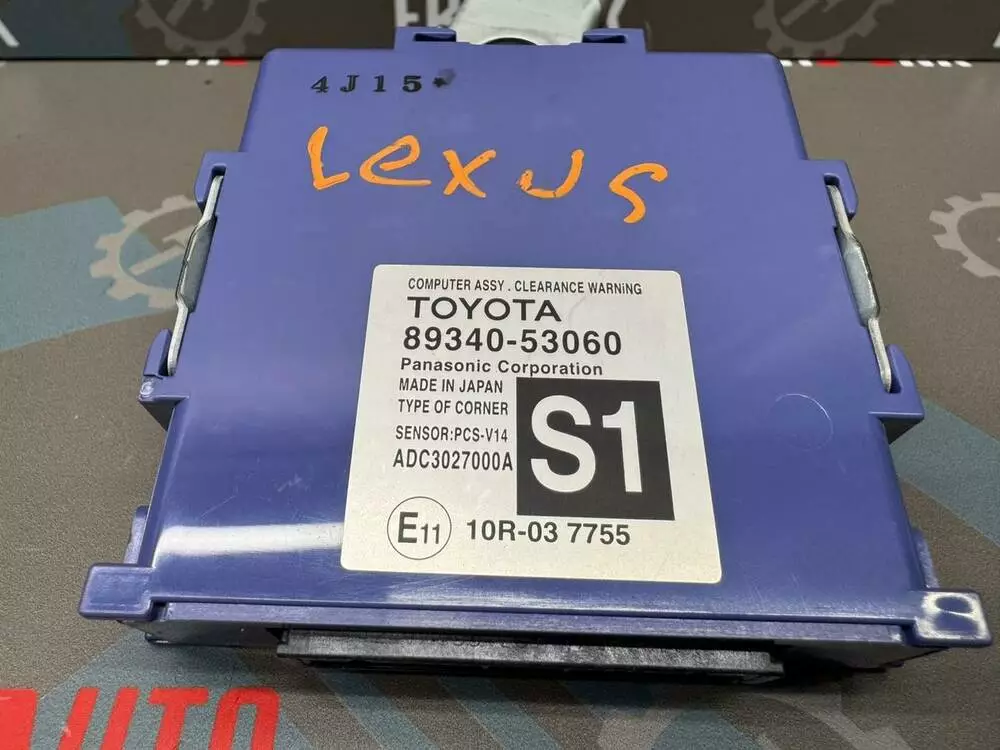 4J15
Lexus
COMPUTER ASSY . CLEARANCE WARNiNG
TOYOTA
89340-53060
Panasonic Corporation
MADE IN JAPAN
TYPE OF CORNER
SENSOR:PCS-V14
ADC3027000A
S1
E11 10R-03 7755